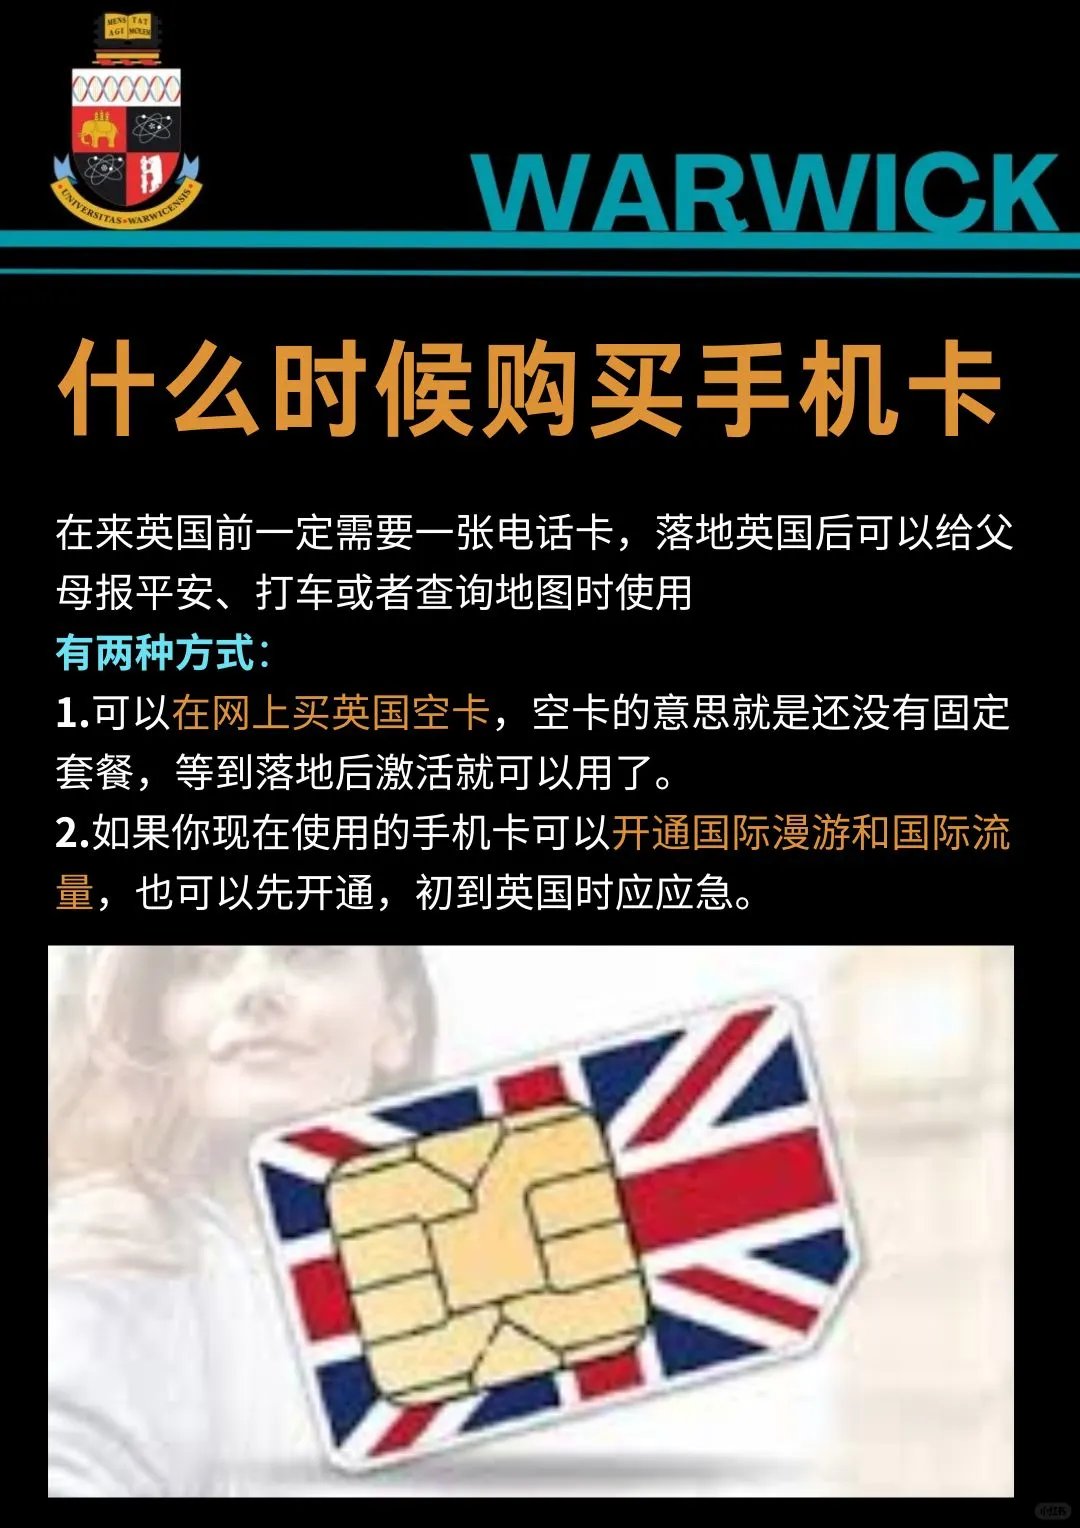 MENS TAT
AGI MOLEM
UNIVERSITAS WARWICENSIS
WARWICK
什么时候购买手机卡
在来英国前一定需要一张电话卡，落地英国后可以给父
母报平安、打车或者查询地图时使用
有两种方式：
1.可以在网上买英国空卡，空卡的意思就是还没有固定
套餐，等到落地后激活就可以用了。
2.如果你现在使用的手机卡可以开通国际漫游和国际流
量，也可以先开通，初到英国时应应急。
小红书